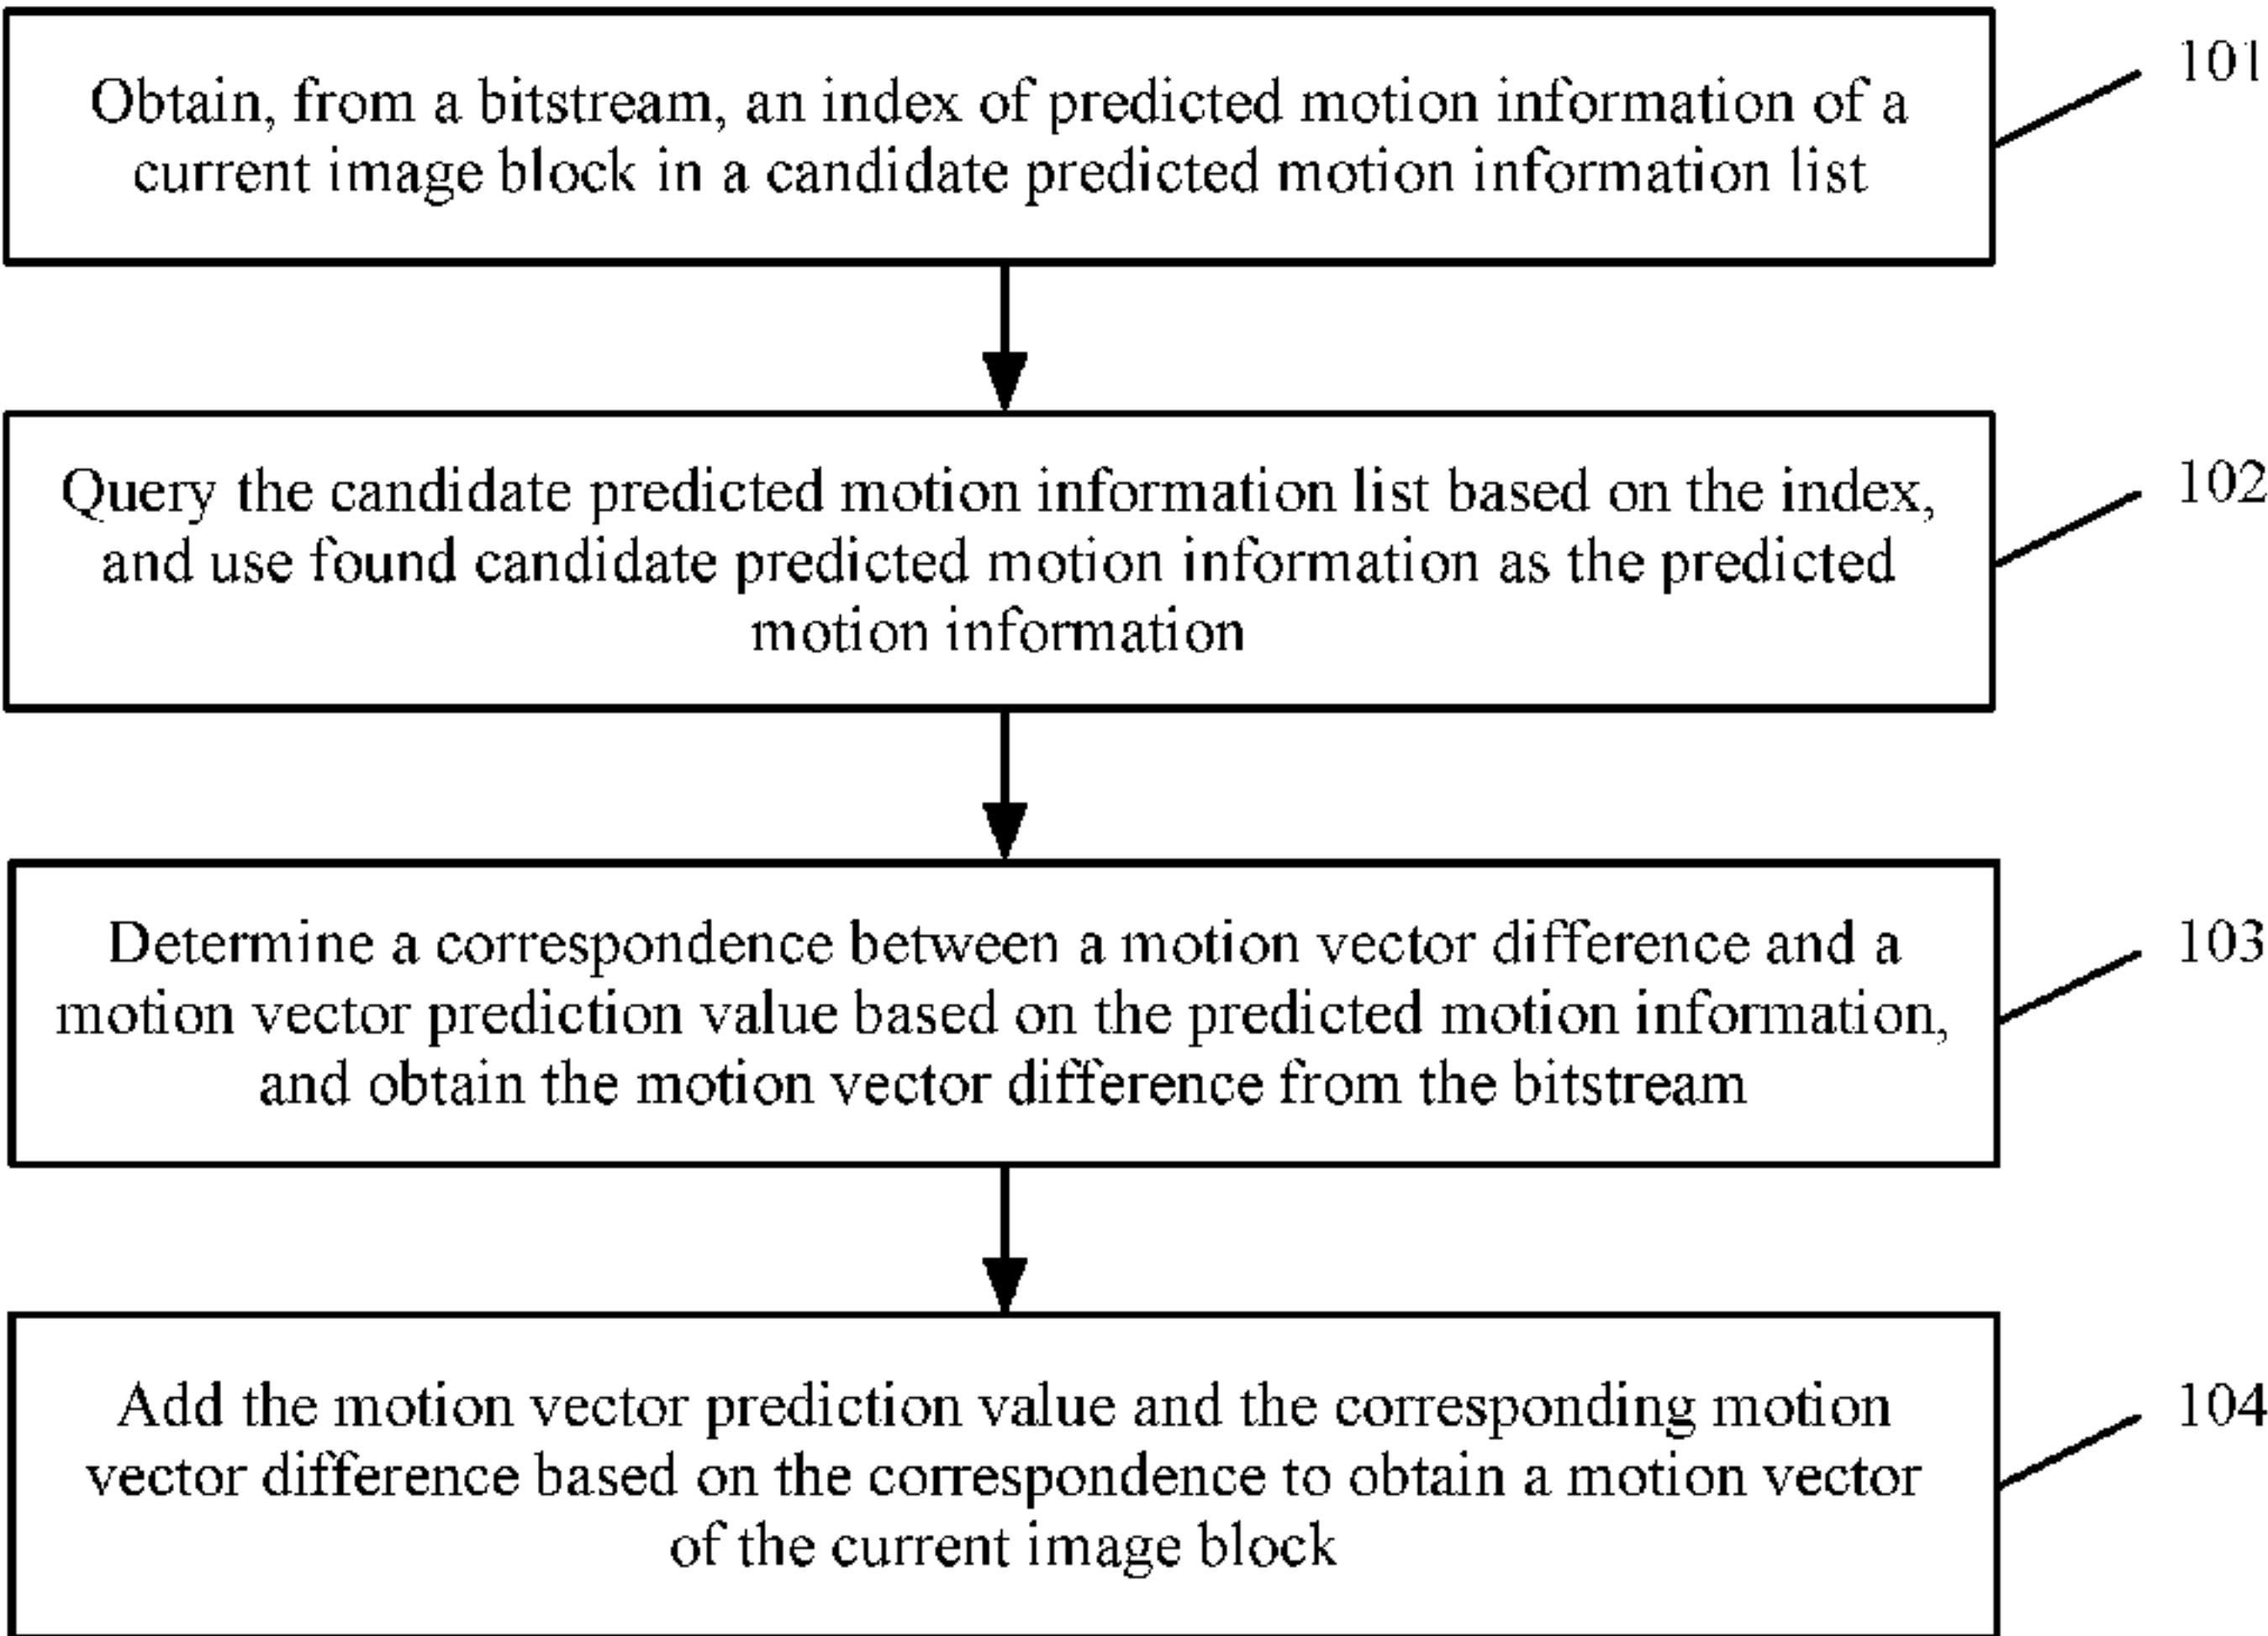 Obtain, from a bitstream, an index of predicted motion information of a
current image block in a candidate predicted motion information list
101
Query the candidate predicted motion information list based on the index,
and use found candidate predicted motion information as the predicted
motion information
102
Determine a correspondence between a motion vector difference and a
motion vector prediction value based on the predicted motion information,
and obtain the motion vector difference from the bitstream
103
Add the motion vector prediction value and the corresponding motion
vector difference based on the correspondence to obtain a motion vector
of the current image block
104